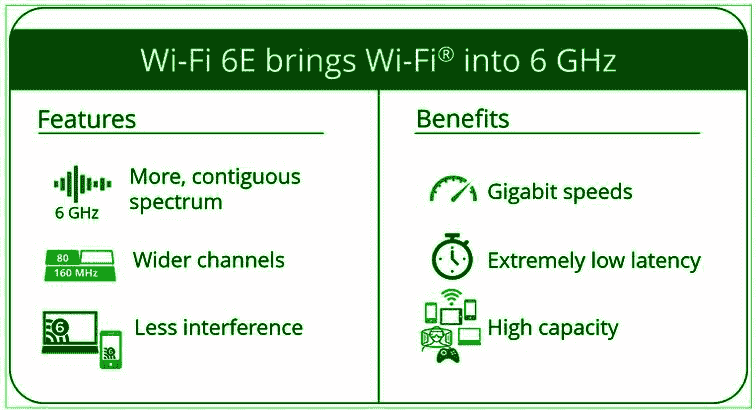 Wi-Fi 6E brings Wi-Fi® into 6 GHz
Features
6 GHz
More, contiguous
spectrum
80
160 MHz
Wider channels
6
6
Less interference
Benefits
Gigabit speeds
Extremely low latency
High capacity